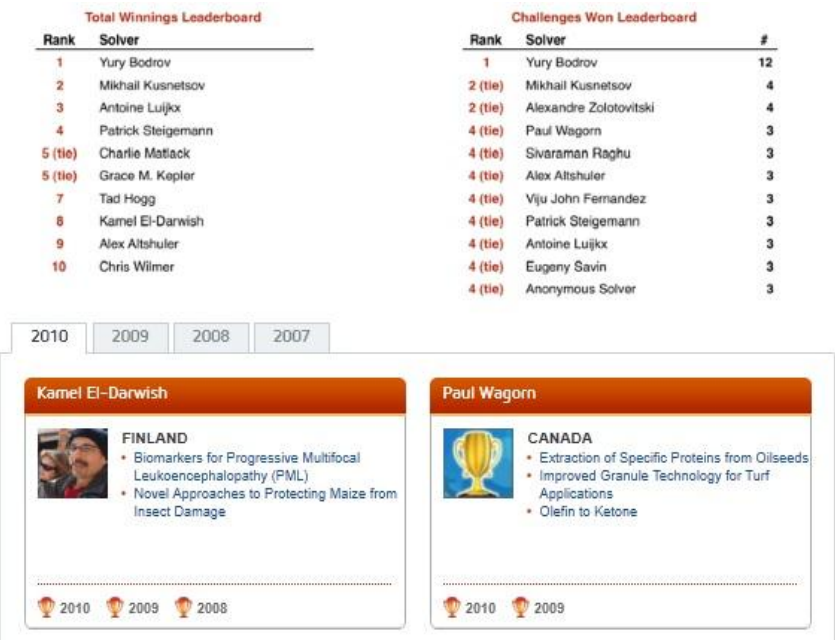 Total Winnings Leaderboard
Rank Solver
1 Yury Bodrov
2 Mikhail Kusnetsov
3 Antoine Luijkx
4 Patrick Steigemann
5 (tie) Charlie Matlack
5 (tie) Grace M. Kepler
7 Tad Hogg
8 Kamel El-Darwish
9 Alex Altshuler
10 Chris Wilmer
Challenges Won Leaderboard
Rank Solver #
1 Yury Bodrov 12
2 (tie) Mikhail Kusnetsov 4
2 (tie) Alexandre Zolotovitski 4
4 (tie) Paul Wagorn 3
4 (tie) Sivaraman Raghu 3
4 (tie) Alex Altshuler 3
4 (tie) Viju John Fernandez 3
4 (tie) Patrick Steigemann 3
4 (tie) Antoine Luijkx 3
4 (tie) Eugeny Savin 3
4 (tie) Anonymous Solver 3
2010 2009 2008 2007
Kamel El-Darwish
FINLAND
• Biomarkers for Progressive Multifocal
Leukoencephalopathy (PML)
• Novel Approaches to Protecting Maize from
Insect Damage
2010 2009 2008
Paul Wagorn
CANADA
• Extraction of Specific Proteins from Oilseeds
• Improved Granule Technology for Turf
Applications
• Olefin to Ketone
2010 2009